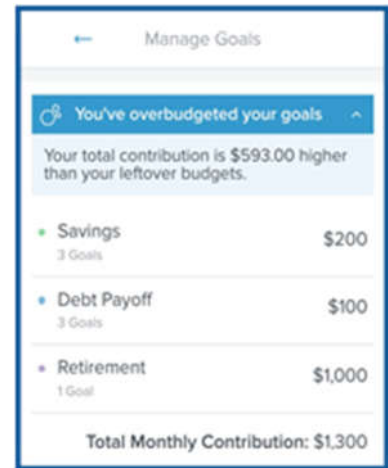 ← Manage Goals
You've overbudgeted your goals
Your total contribution is $593.00 higher
than your leftover budgets.
Savings $200
3 Goals
Debt Payoff $100
3 Goals
Retirement $1,000
1 Goal
Total Monthly Contribution: $1,300